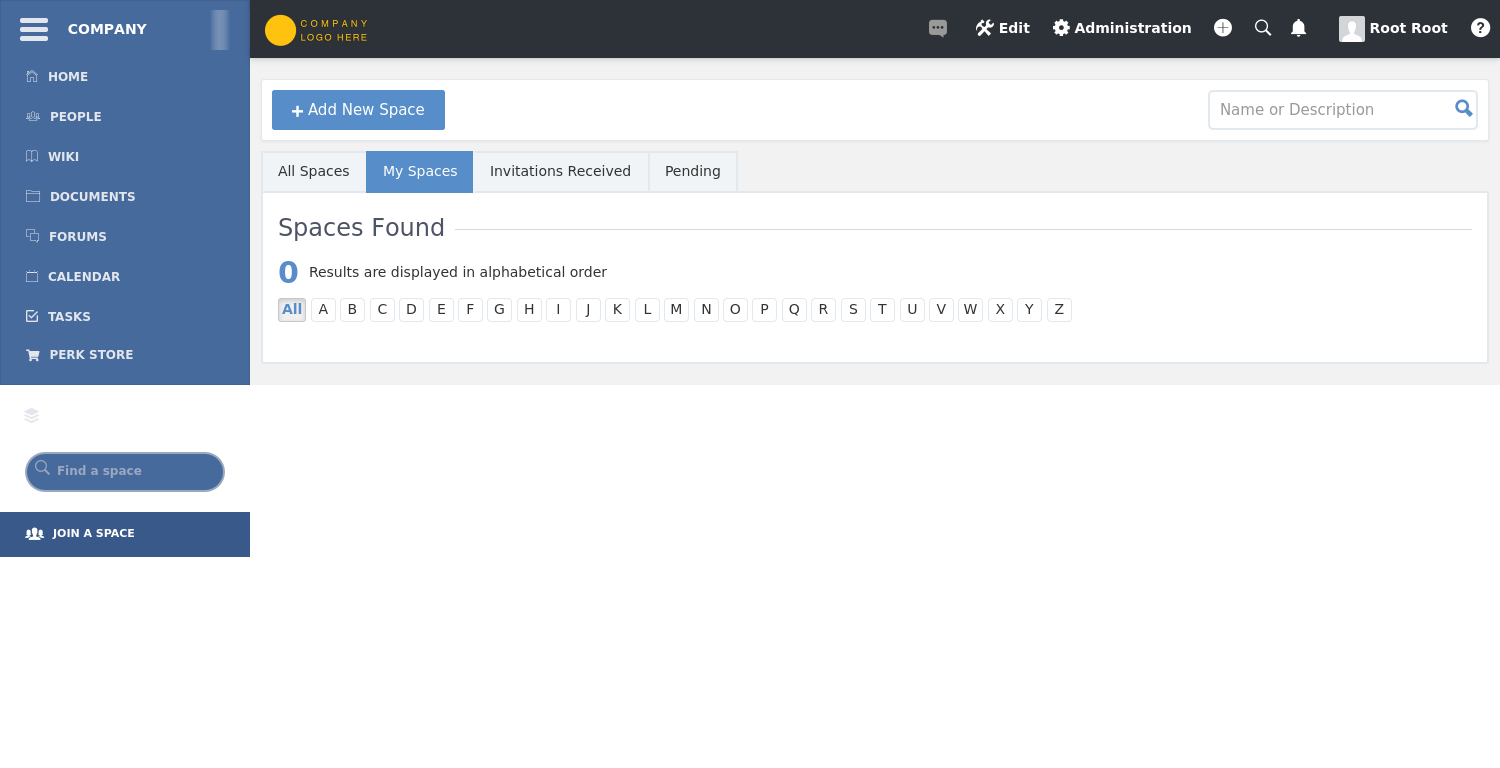 COMPANY
COMPANY
LOGO HERE
Edit
Administration
Root Root
HOME
PEOPLE
WIKI
DOCUMENTS
FORUMS
CALENDAR
TASKS
PERK STORE
Find a space
JOIN A SPACE
+ Add New Space
Name or Description
All Spaces My Spaces Invitations Received Pending
Spaces Found
0 Results are displayed in alphabetical order
All A B C D E F G H I J K L M N O P Q R S T U V W X Y Z